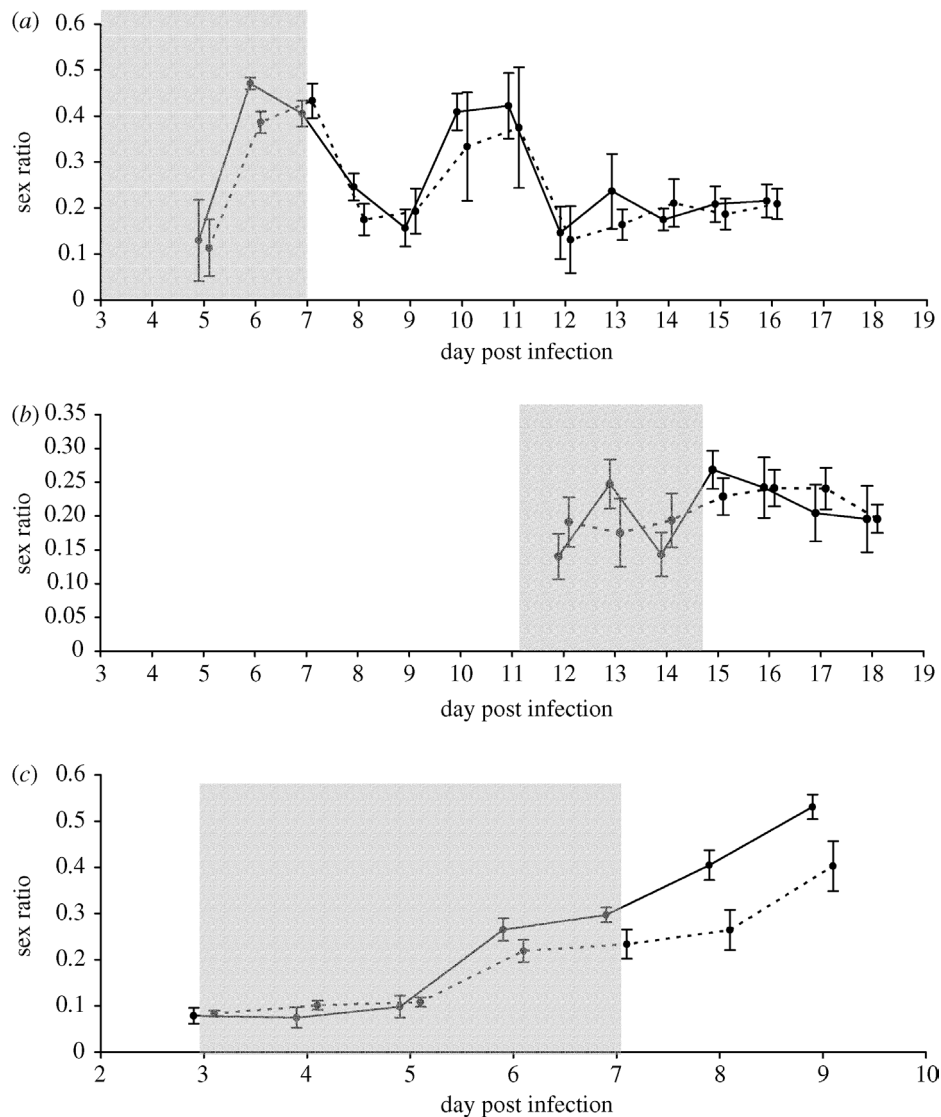 (a)
0.6
0.5
0.4
0.3
0.2
0.1
0
sex ratio
3 4 5 6 7 8 9 10 11 12 13 14 15 16 17 18 19
day post infection
(b)
0.35
0.30
0.25
0.20
0.15
0.10
0.05
0
sex ratio
3 4 5 6 7 8 9 10 11 12 13 14 15 16 17 18 19
day post infection
(c)
0.6
0.5
0.4
0.3
0.2
0.1
0
sex ratio
2 3 4 5 6 7 8 9 10
day post infection